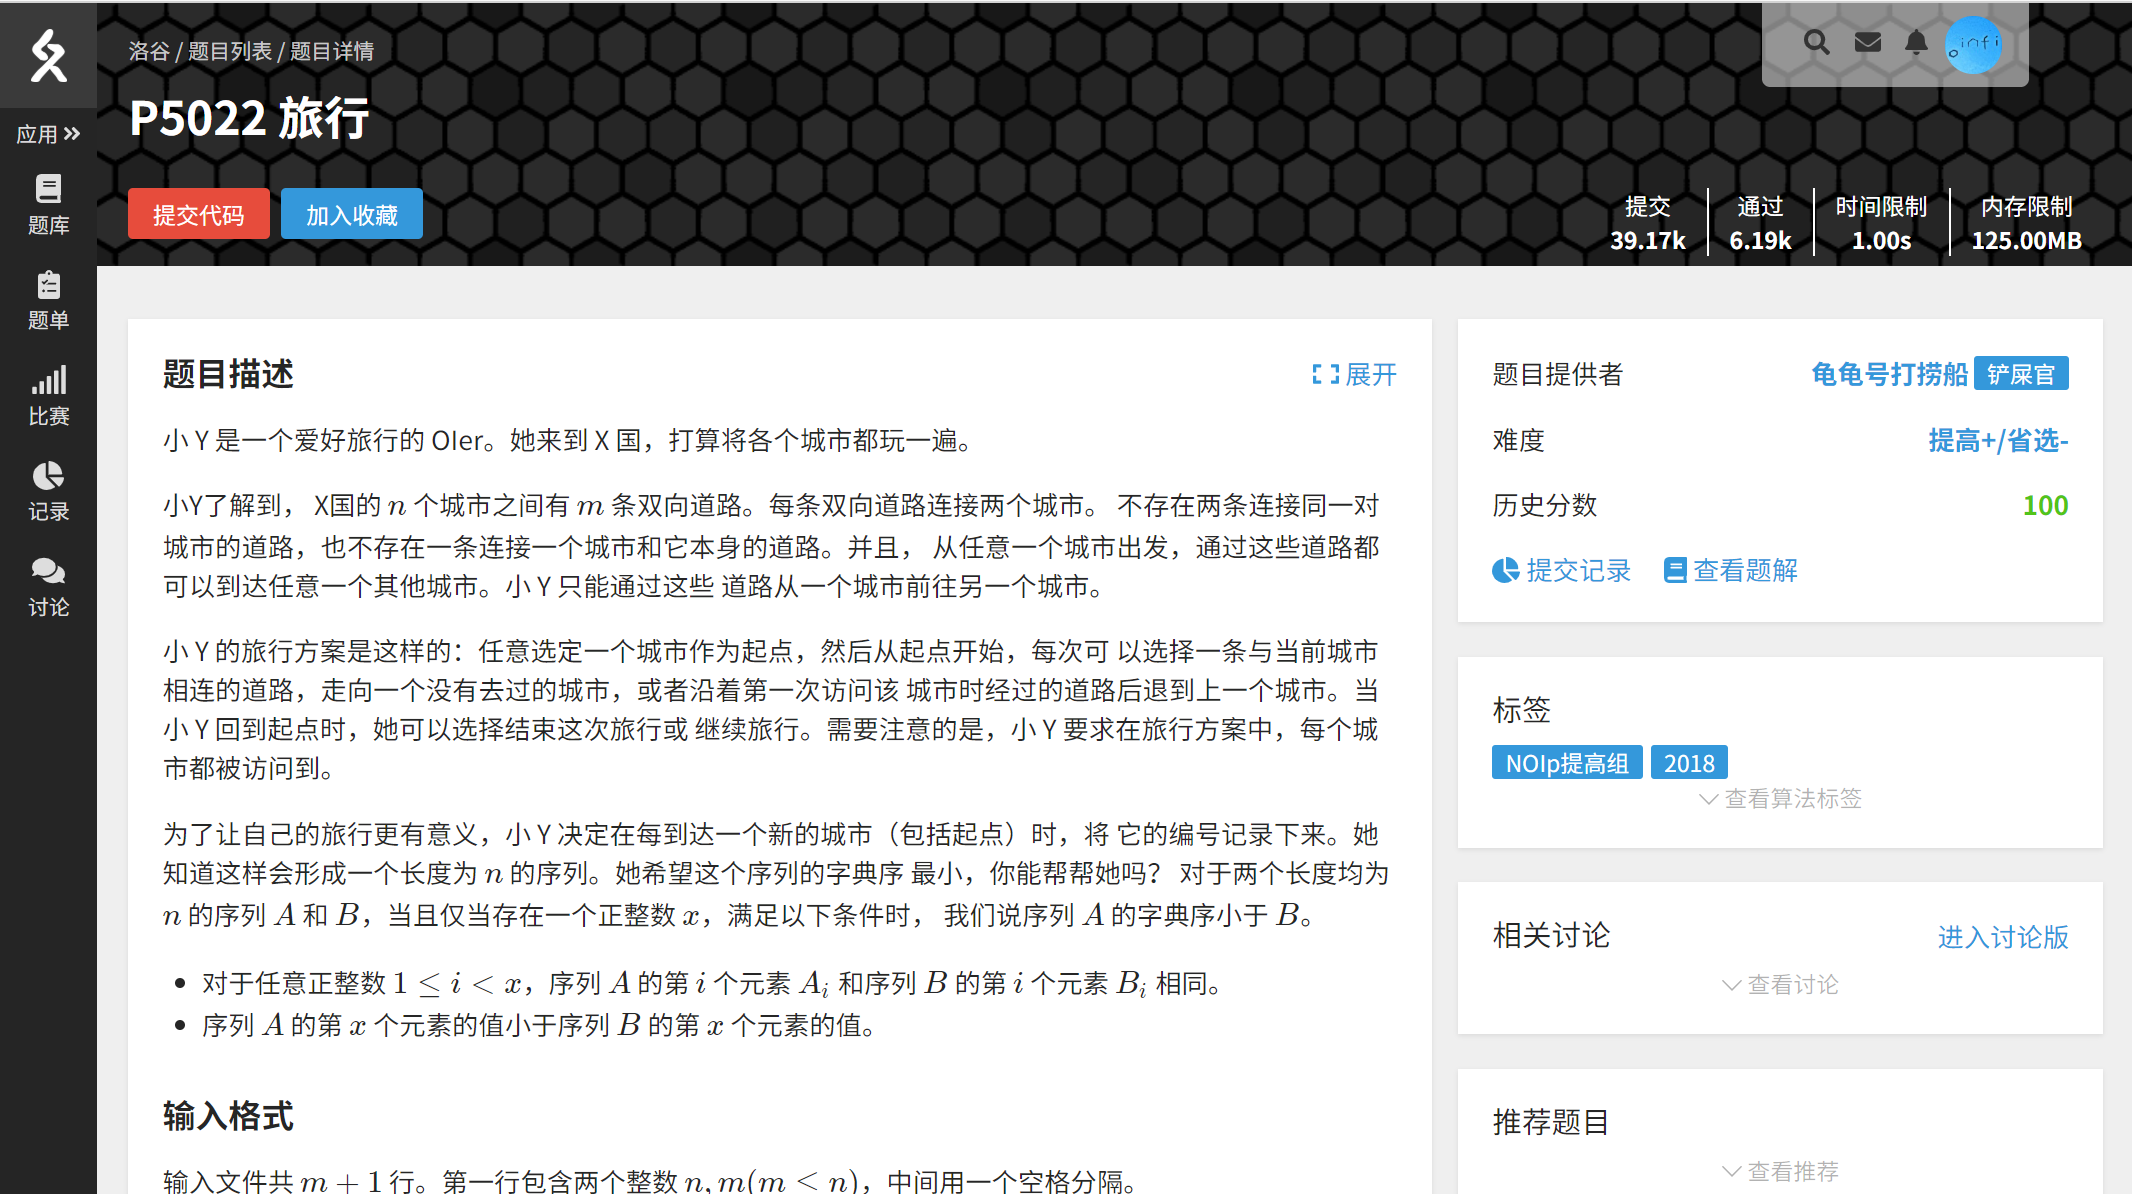 洛谷 / 题目列表 / 题目详情
P5022 旅行
提交代码
加入收藏
提交
39.17k
通过
6.19k
时间限制
1.00s
内存限制
125.00MB
应用
题库
题单
比赛
记录
讨论
题目描述
展开
小 Y 是一个爱好旅行的 OIer。她来到 X 国，打算将各个城市都玩一遍。
小Y了解到， X国的 n 个城市之间有 m 条双向道路。每条双向道路连接两个城市。 不存在两条连接同一对
城市的道路，也不存在一条连接一个城市和它本身的道路。并且， 从任意一个城市出发，通过这些道路都
可以到达任意一个其他城市。小 Y 只能通过这些 道路从一个城市前往另一个城市。
小 Y 的旅行方案是这样的：任意选定一个城市作为起点，然后从起点开始，每次可 以选择一条与当前城市
相连的道路，走向一个没有去过的城市，或者沿着第一次访问该 城市时经过的道路后退到上一个城市。当
小 Y 回到起点时，她可以选择结束这次旅行或 继续旅行。需要注意的是，小 Y 要求在旅行方案中，每个城
市都被访问到。
为了让自己的旅行更有意义，小 Y 决定在每到达一个新的城市（包括起点）时，将 它的编号记录下来。她
知道这样会形成一个长度为 n 的序列。她希望这个序列的字典序 最小，你能帮帮她吗？ 对于两个长度均为
n 的序列 A 和 B，当且仅当存在一个正整数 x，满足以下条件时， 我们说序列 A 的字典序小于 B。
对于任意正整数 1 ≤ i < x，序列 A 的第 i 个元素 A_i 和序列 B 的第 i 个元素 B_i 相同。
序列 A 的第 x 个元素的值小于序列 B 的第 x 个元素的值。
输入格式
输入文件共 m + 1 行。第一行包含两个整数 n, m(m ≤ n)，中间用一个空格分隔。
题目提供者
龟龟号打捞船 铲屎官
难度
提高+/省选-
历史分数
100
提交记录
查看题解
标签
NOIp提高组
2018
查看算法标签
相关讨论
进入讨论版
查看讨论
推荐题目
查看推荐